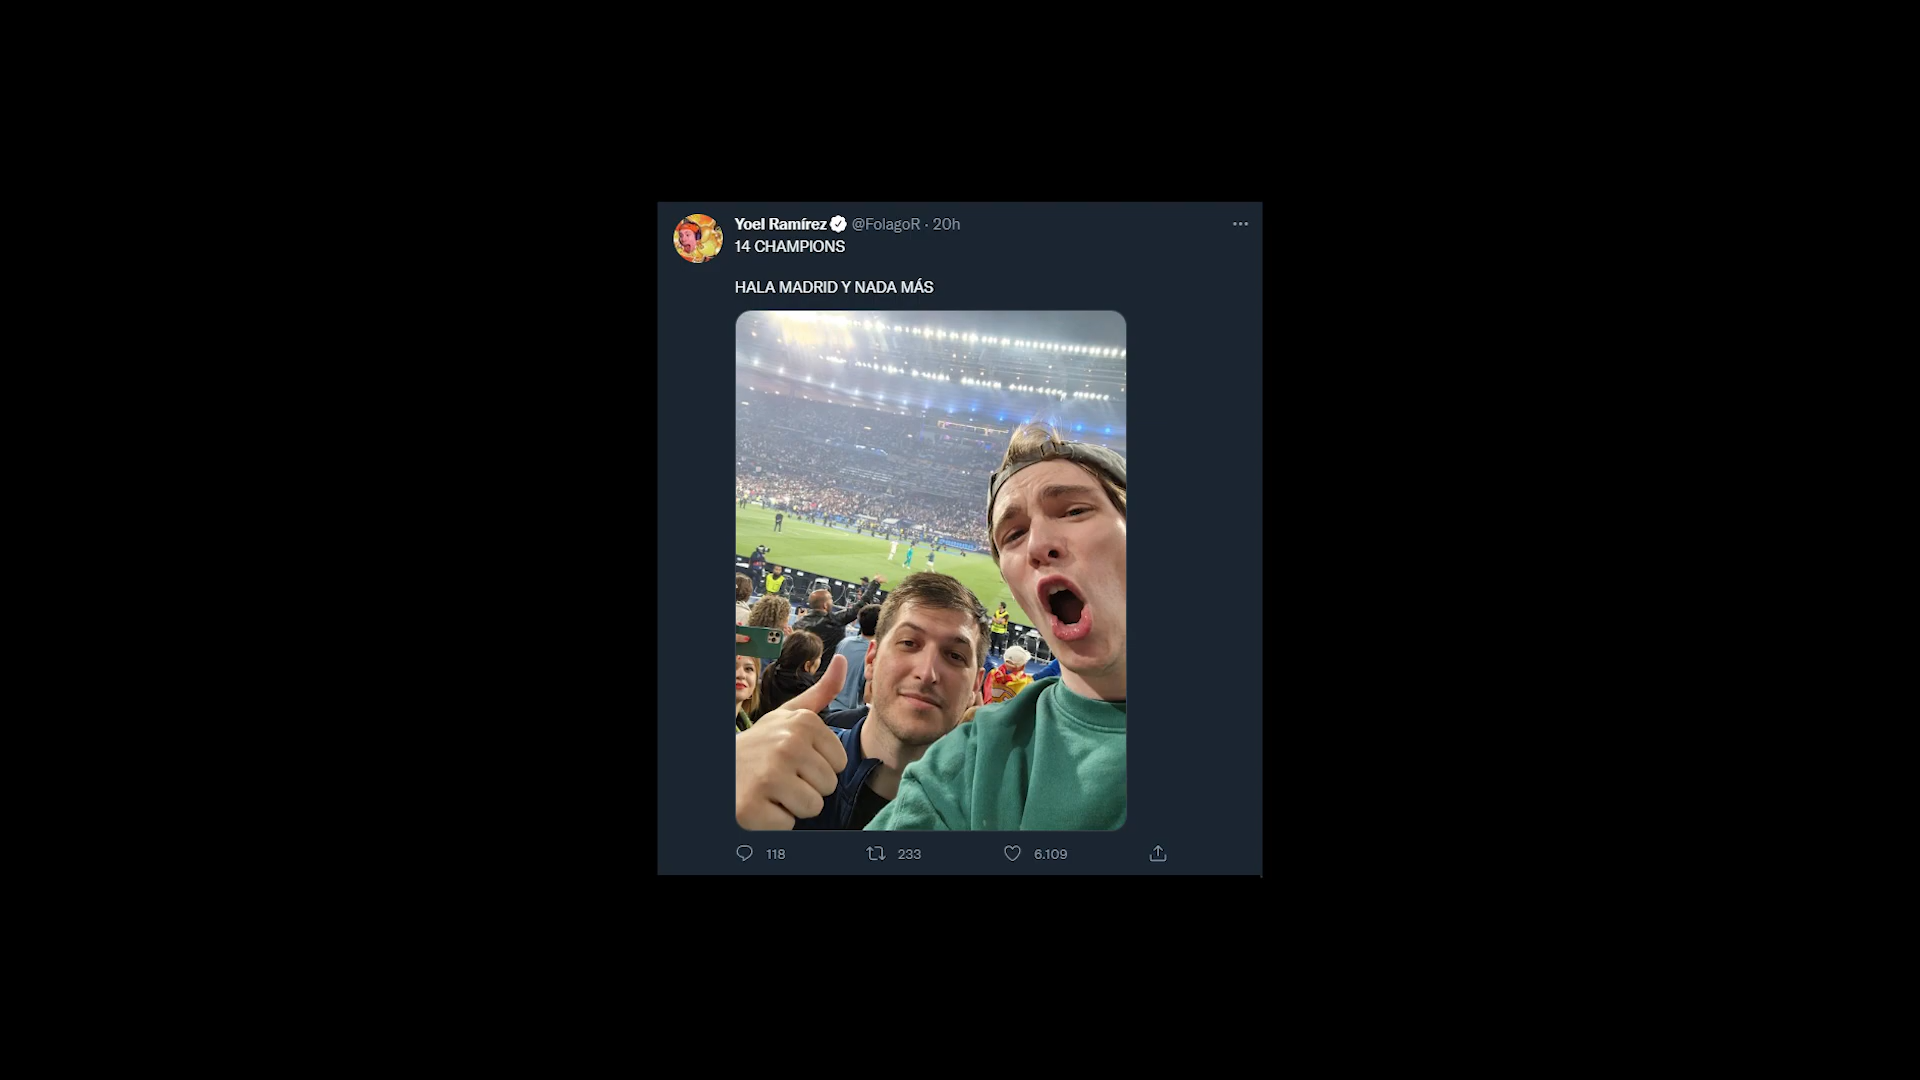 Yoel Ramírez @FolagoR · 20h
14 CHAMPIONS
HALA MADRID Y NADA MÁS
118 233 6.109